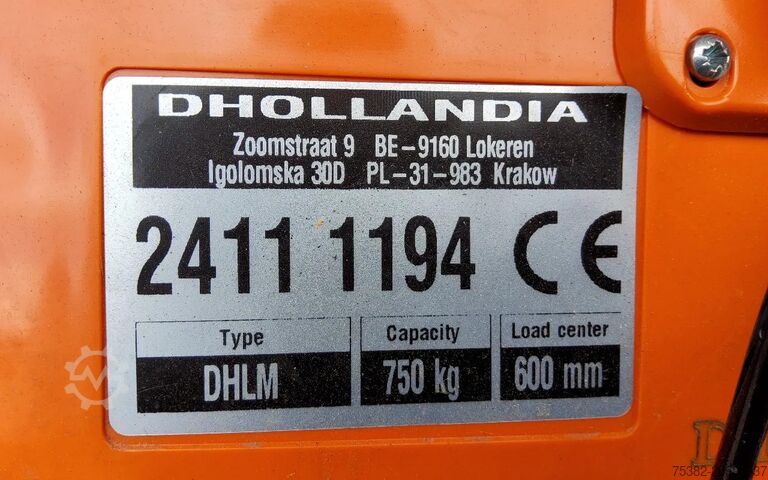 DHOLLANDIA
Zoomstraat 9 BE-9160 Lokeren
Igolomska 30D PL-31-983 Krakow
2411 1194 CE
Type Capacity Load center
DHLM 750 kg 600 mm